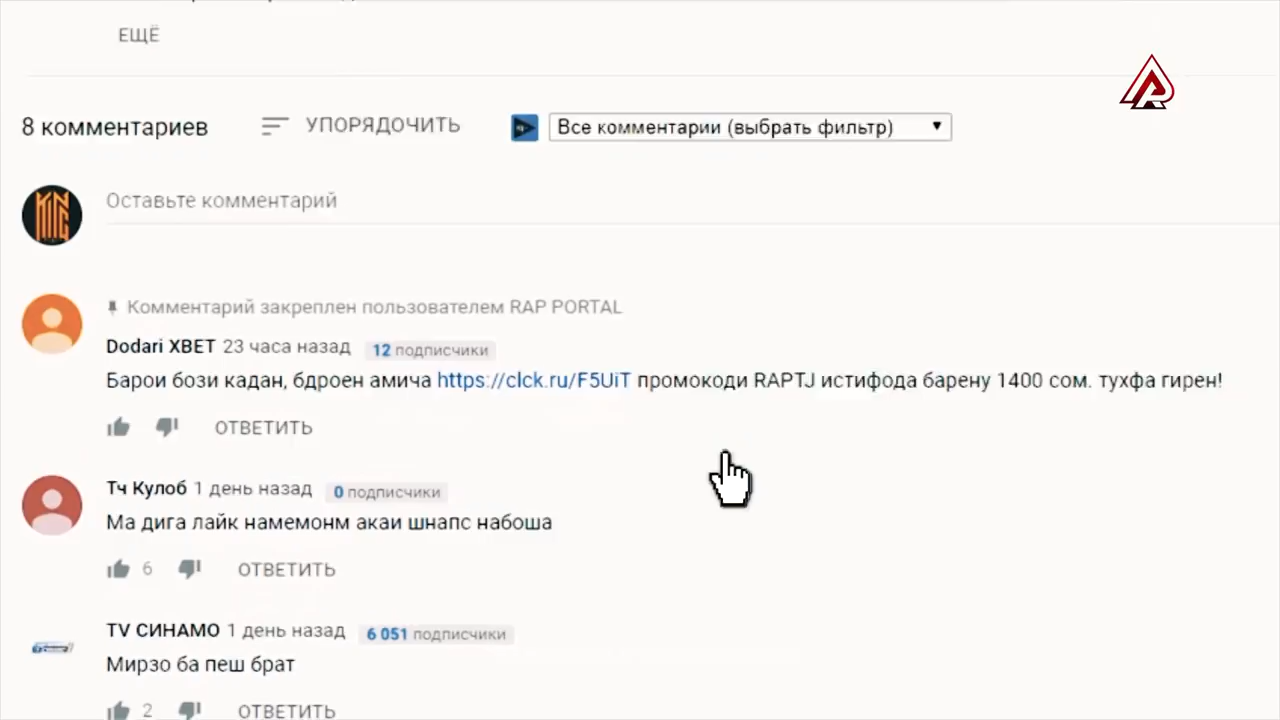 ЕЩЁ
8 комментариев УПОРЯДОЧИТЬ Все комментарии (выбрать фильтр)
Оставьте комментарий
Комментарий закреплен пользователем RAP PORTAL
Dodari XBET 23 часа назад 12 подписчики
Барои бози кадан, бдроен амича https://clck.ru/F5UiT промокоди RAPTJ истифода барену 1400 сом. тухфа гирен!
ОТВЕТИТЬ
Тч Кулоб 1 день назад 0 подписчики
Ма дига лайк намемонм акаи шнапс набоша
6 ОТВЕТИТЬ
TV СИНАМО 1 день назад 6 051 подписчики
Мирзо ба пеш брат
2 ОТВЕТИТЬ